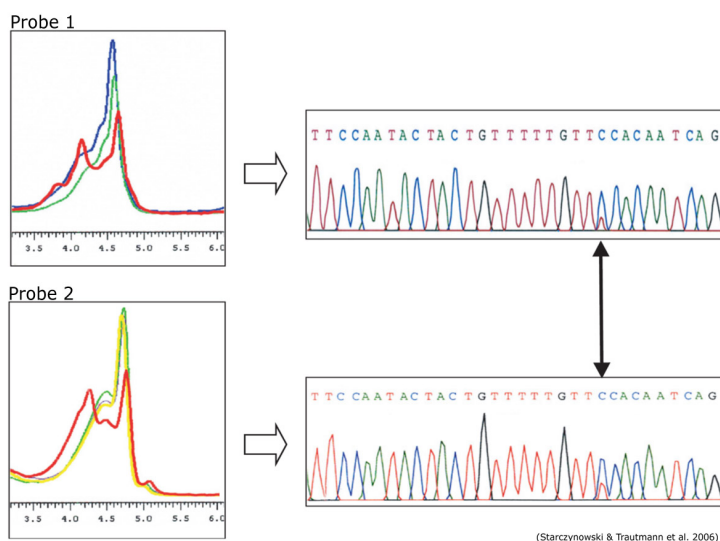 Probe 1
T T C C A A T A C T A C T G T T T T T G T T C C A C A A T C A G
3.5 4.0 4.5 5.0 5.5 6.0
Probe 2
T T C C A A T A C T A C T G T T T T T G T T C C A C A A T C A G
3.5 4.0 4.5 5.0 5.5 6.0
(Starczynowski & Trautmann et al. 2006)